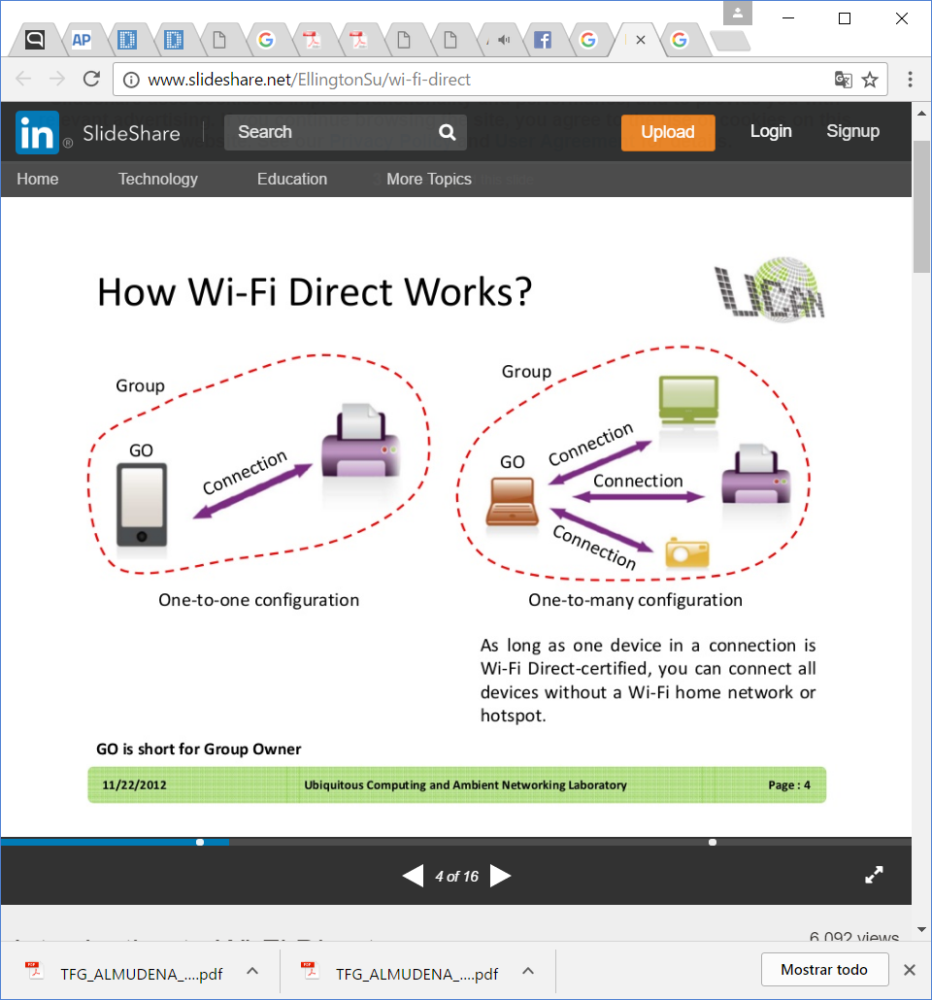 AP
www.slideshare.net/EllingtonSu/wi-fi-direct
in ® SlideShare
Search
Upload
Login
Signup
Home
Technology
Education
More Topics
How Wi-Fi Direct Works?
UCAN
Group
GO
Connection
One-to-one configuration
Group
GO
Connection
Connection
Connection
One-to-many configuration
As long as one device in a connection is
Wi-Fi Direct-certified, you can connect all
devices without a Wi-Fi home network or
hotspot.
GO is short for Group Owner
11/22/2012
Ubiquitous Computing and Ambient Networking Laboratory
Page : 4
4 of 16
6,092 views
TFG_ALMUDENA_....pdf
TFG_ALMUDENA_....pdf
Mostrar todo